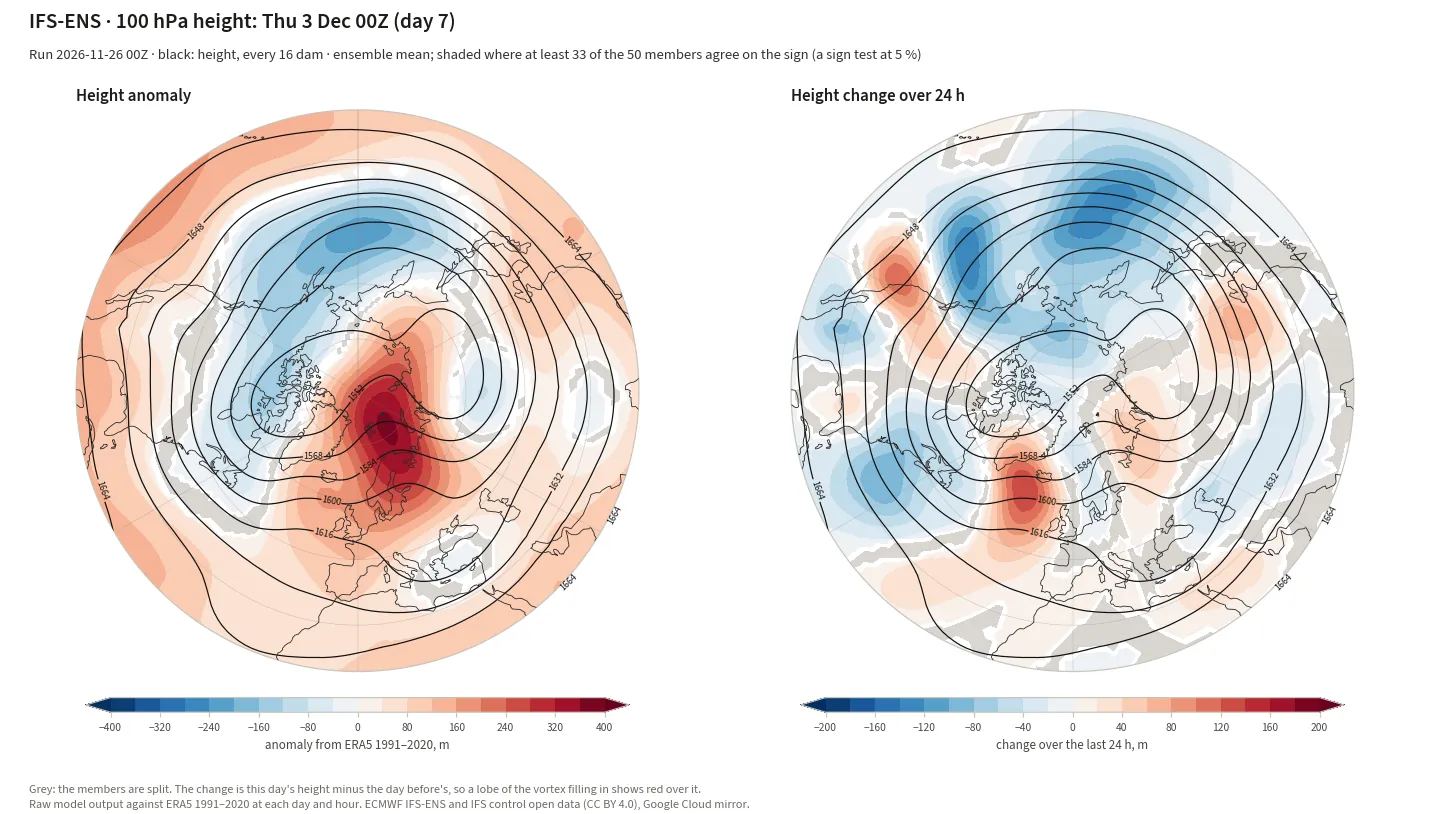 IFS-ENS · 100 hPa height: Thu 3 Dec 00Z (day 7)
Run 2026-11-26 00Z · black: height, every 16 dam · ensemble mean; shaded where at least 33 of the 50 members agree on the sign (a sign test at 5 %)
Height anomaly
Height change over 24 h
1648
1664
1552
1568
1584
1600
1616
1632
1664
1664
1664
1648
1664
1552
1568
1584
1600
1616
1632
1664
1664
1664
−400 −320 −240 −160 −80 0 80 160 240 320 400
anomaly from ERA5 1991–2020, m
−200 −160 −120 −80 −40 0 40 80 120 160 200
change over the last 24 h, m
Grey: the members are split. The change is this day's height minus the day before's, so a lobe of the vortex filling in shows red over it.
Raw model output against ERA5 1991–2020 at each day and hour. ECMWF IFS-ENS and IFS control open data (CC BY 4.0), Google Cloud mirror.